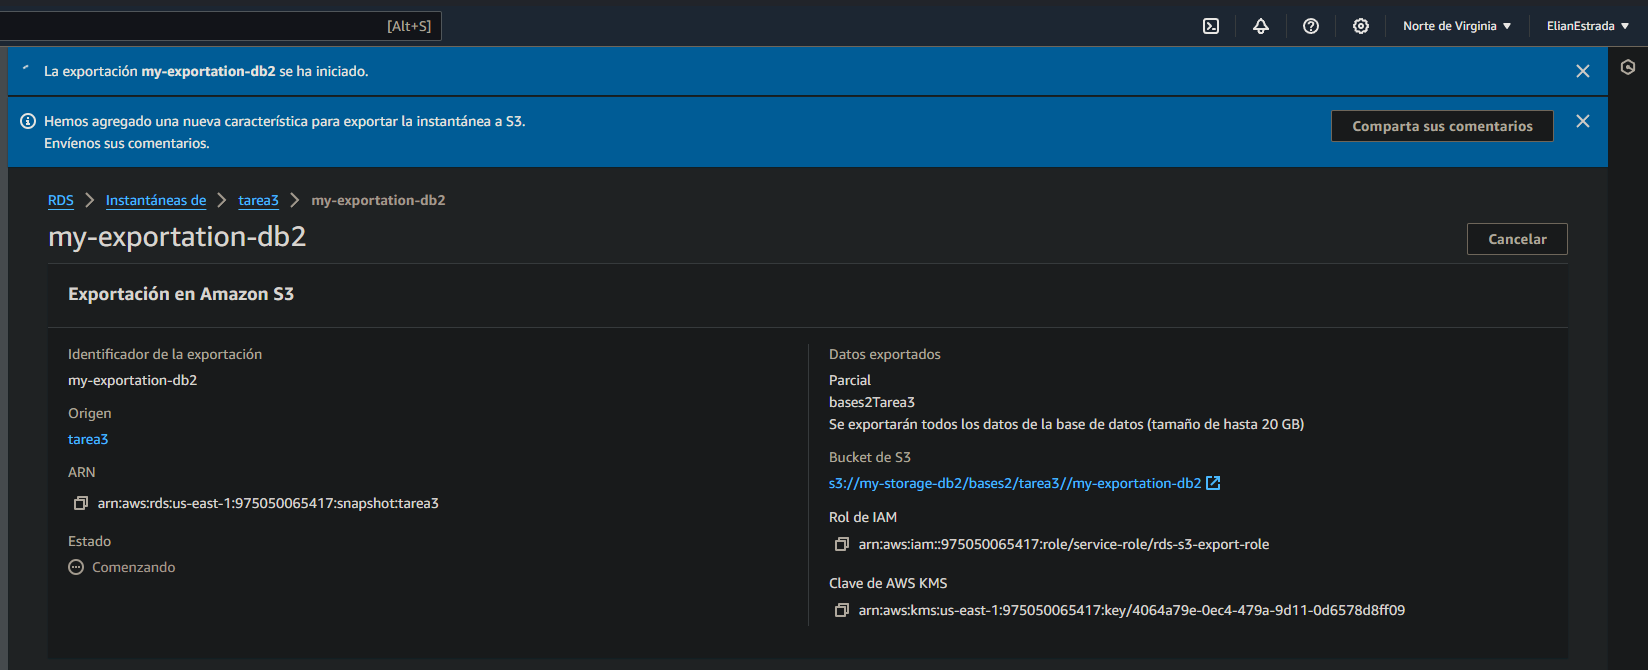 [Alt+S]
Norte de Virginia
ElianEstrada
La exportación my-exportation-db2 se ha iniciado.
Hemos agregado una nueva característica para exportar la instantánea a S3.
Envíenos sus comentarios.
Comparta sus comentarios
RDS
Instantáneas de
tarea3
my-exportation-db2
my-exportation-db2
Cancelar
Exportación en Amazon S3
Identificador de la exportación
my-exportation-db2
Origen
tarea3
ARN
arn:aws:rds:us-east-1:975050065417:snapshot:tarea3
Estado
Comenzando
Datos exportados
Parcial
bases2Tarea3
Se exportarán todos los datos de la base de datos (tamaño de hasta 20 GB)
Bucket de S3
s3://my-storage-db2/bases2/tarea3//my-exportation-db2
Rol de IAM
arn:aws:iam::975050065417:role/service-role/rds-s3-export-role
Clave de AWS KMS
arn:aws:kms:us-east-1:975050065417:key/4064a79e-0ec4-479a-9d11-0d6578d8ff09